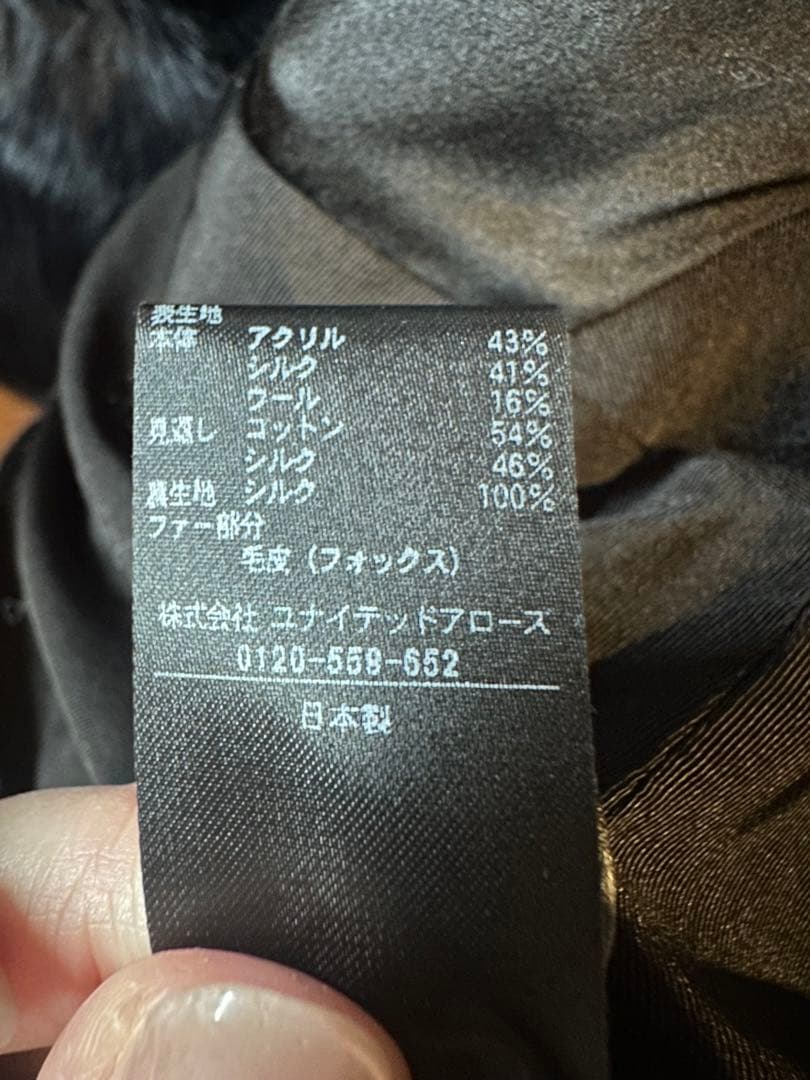 表生地
本体 アクリル 43%
シルク 41%
ウール 16%
見返し コットン 54%
シルク 46%
裏生地 シルク 100%
ファー部分
毛皮（フォックス）
株式会社 ユナイテッドアローズ
0120-559-652
日本製